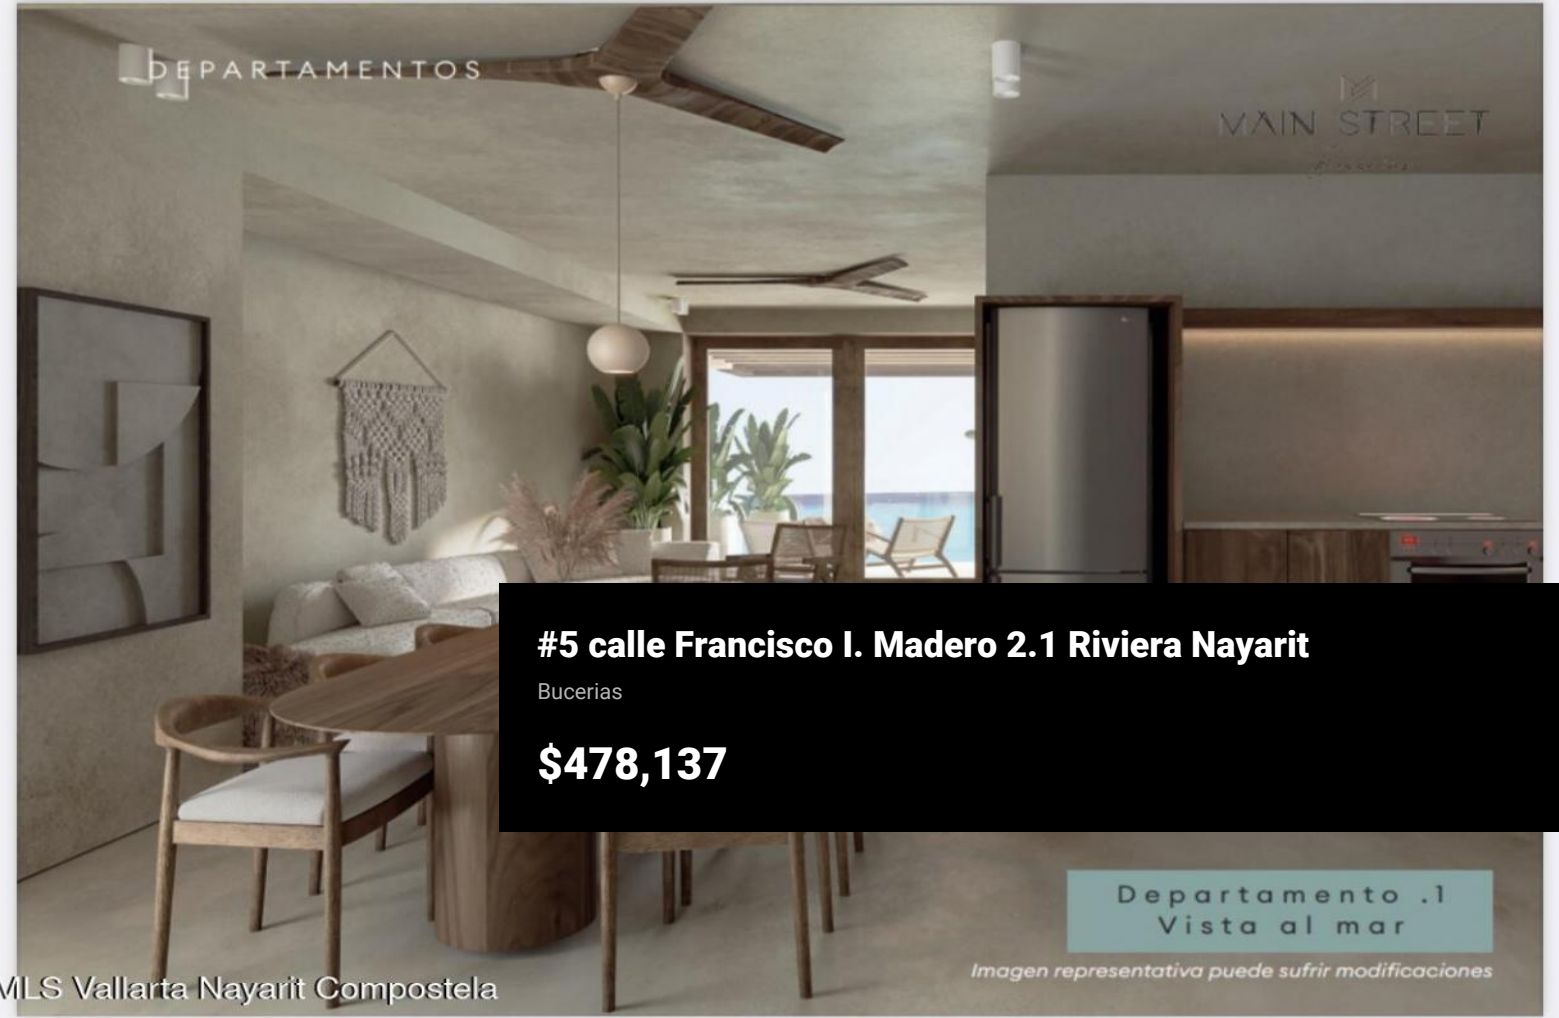 DEPARTAMENTOS
MAIN STREET
#5 calle Francisco I. Madero 2.1 Riviera Nayarit
Bucerias
$478,137
Departamento .1
Vista al mar
Imagen representativa puede sufrir modificaciones
MLS Vallarta Nayarit Compostela